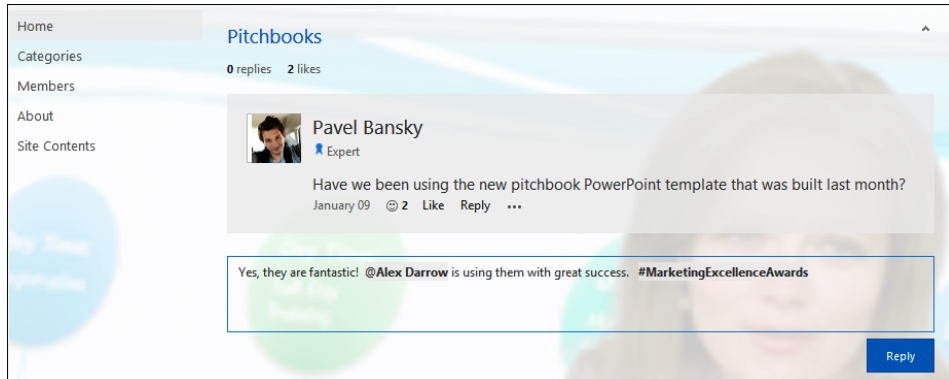 Home
Categories
Members
About
Site Contents
Pitchbooks
0 replies 2 likes
Pavel Bansky
Expert
Have we been using the new pitchbook PowerPoint template that was built last month?
January 09 2 Like Reply •••
Yes, they are fantastic! @Alex Darrow is using them with great success. #MarketingExcellenceAwards
Reply
Day
Training